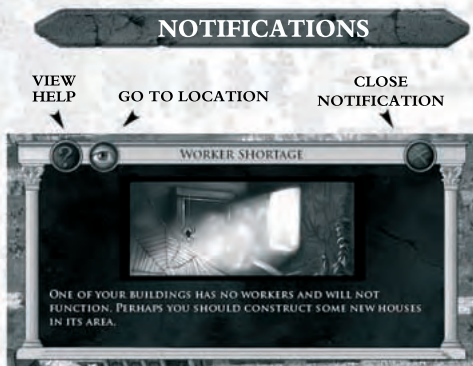 NOTIFICATIONS
VIEW
HELP
GO TO LOCATION
CLOSE
NOTIFICATION
?
WORKER SHORTAGE
ONE OF YOUR BUILDINGS HAS NO WORKERS AND WILL NOT
FUNCTION. PERHAPS YOU SHOULD CONSTRUCT SOME NEW HOUSES
IN ITS AREA.